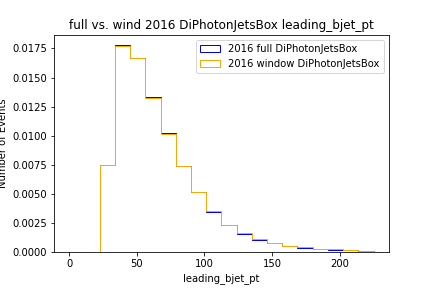 full vs. wind 2016 DiPhotonJetsBox leading_bjet_pt
2016 full DiPhotonJetsBox
2016 window DiPhotonJetsBox
Number of Events
0.0175
0.0150
0.0125
0.0100
0.0075
0.0050
0.0025
0.0000
0 50 100 150 200
leading_bjet_pt